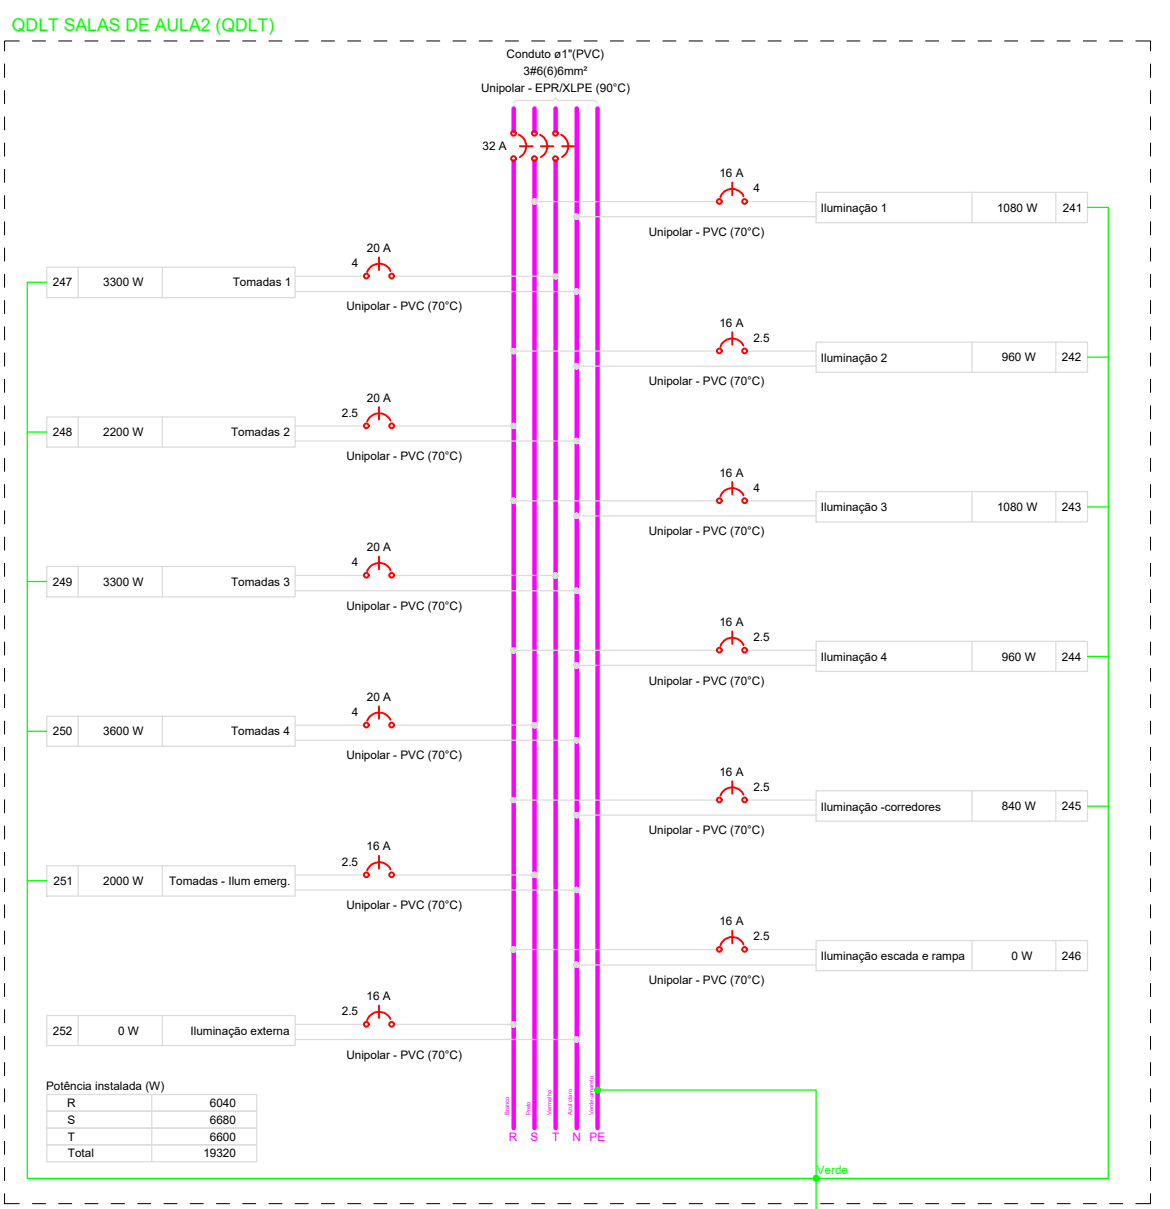 QDLT SALAS DE AULA2 (QDLT)
Conduto ø1"(PVC)
3#6(6)6mm²
Unipolar - EPR/XLPE (90°C)
32 A
16 A
4
Iluminação 1 1080 W 241
Unipolar - PVC (70°C)
20 A
4
247 3300 W Tomadas 1
Unipolar - PVC (70°C)
16 A
2.5
Iluminação 2 960 W 242
Unipolar - PVC (70°C)
20 A
2.5
248 2200 W Tomadas 2
Unipolar - PVC (70°C)
16 A
4
Iluminação 3 1080 W 243
Unipolar - PVC (70°C)
20 A
4
249 3300 W Tomadas 3
Unipolar - PVC (70°C)
16 A
2.5
Iluminação 4 960 W 244
Unipolar - PVC (70°C)
20 A
4
250 3600 W Tomadas 4
Unipolar - PVC (70°C)
16 A
2.5
Iluminação -corredores 840 W 245
Unipolar - PVC (70°C)
16 A
2.5
251 2000 W Tomadas - Ilum emerg.
Unipolar - PVC (70°C)
16 A
2.5
Iluminação escada e rampa 0 W 246
Unipolar - PVC (70°C)
16 A
2.5
252 0 W Iluminação externa
Unipolar - PVC (70°C)
Potência instalada (W)
R 6040
S 6680
T 6600
Total 19320
Branco
Preto
Vermelho
Azul claro
Verde-amarelo
R S T N PE
Verde